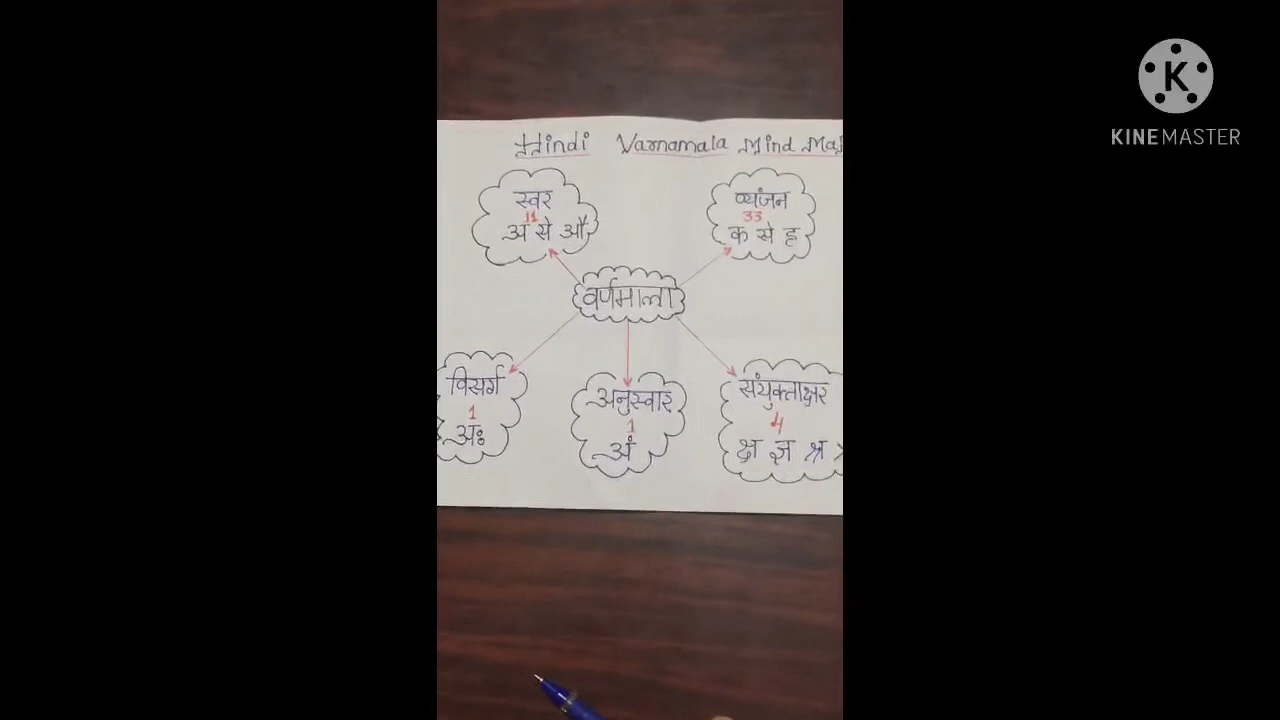 KINEMASTER
Hindi Varnamala Mind
स्वर
11
अ से औ
व्यंजन
33
क से ह
वर्णमाला
विसर्ग
1
अः
अनुस्वार
1
अं
संयुक्ताक्षर
4
क्ष ज्ञ श्र